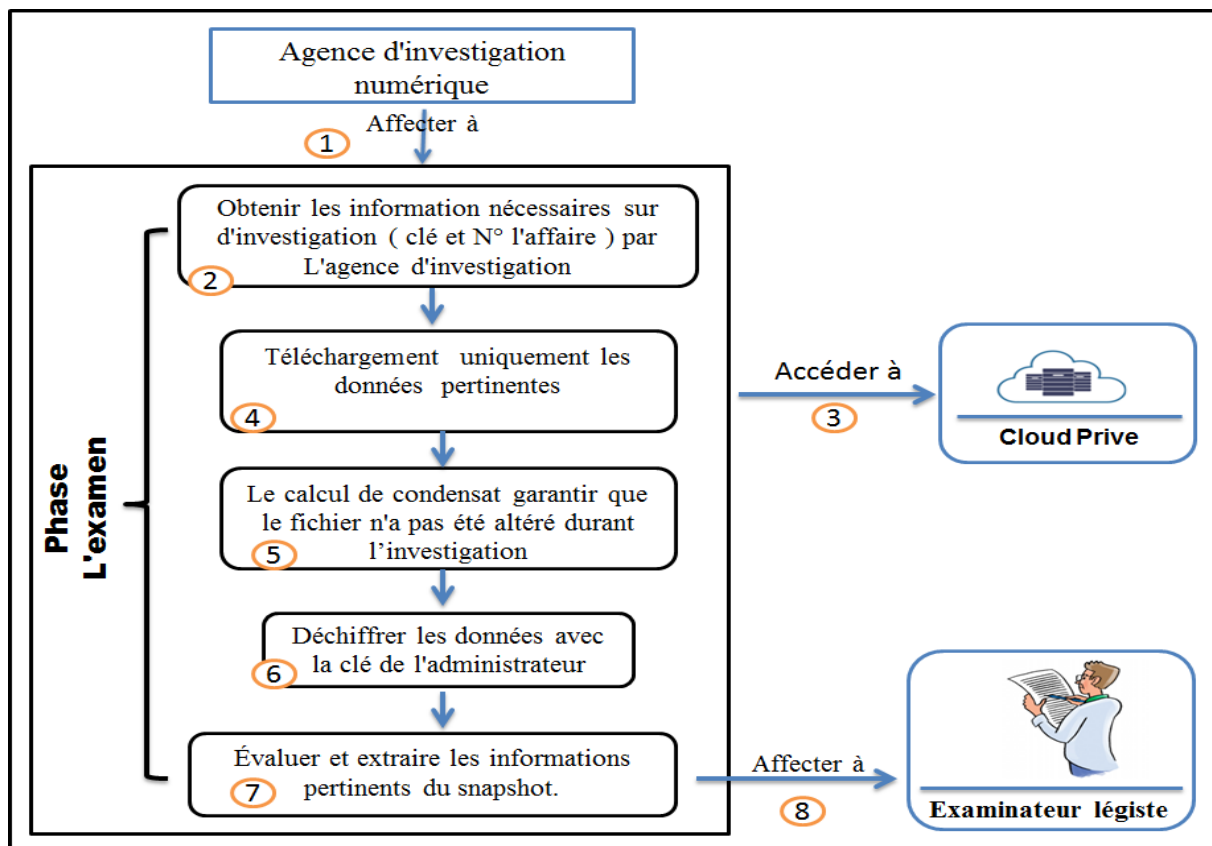 Agence d'investigation
numérique
Affecter à
1
Obtenir les information nécessaires sur
d'investigation ( clé et N° l'affaire ) par
L'agence d'investigation
2
Téléchargement uniquement les
données pertinentes
4
Accéder à
3
Cloud Prive
Phase
L'examen
Le calcul de condensat garantir que
le fichier n'a pas été altéré durant
l’investigation
5
Déchiffrer les données avec
la clé de l'administrateur
6
Évaluer et extraire les informations
pertinents du snapshot.
7
Affecter à
8
Examinateur légiste